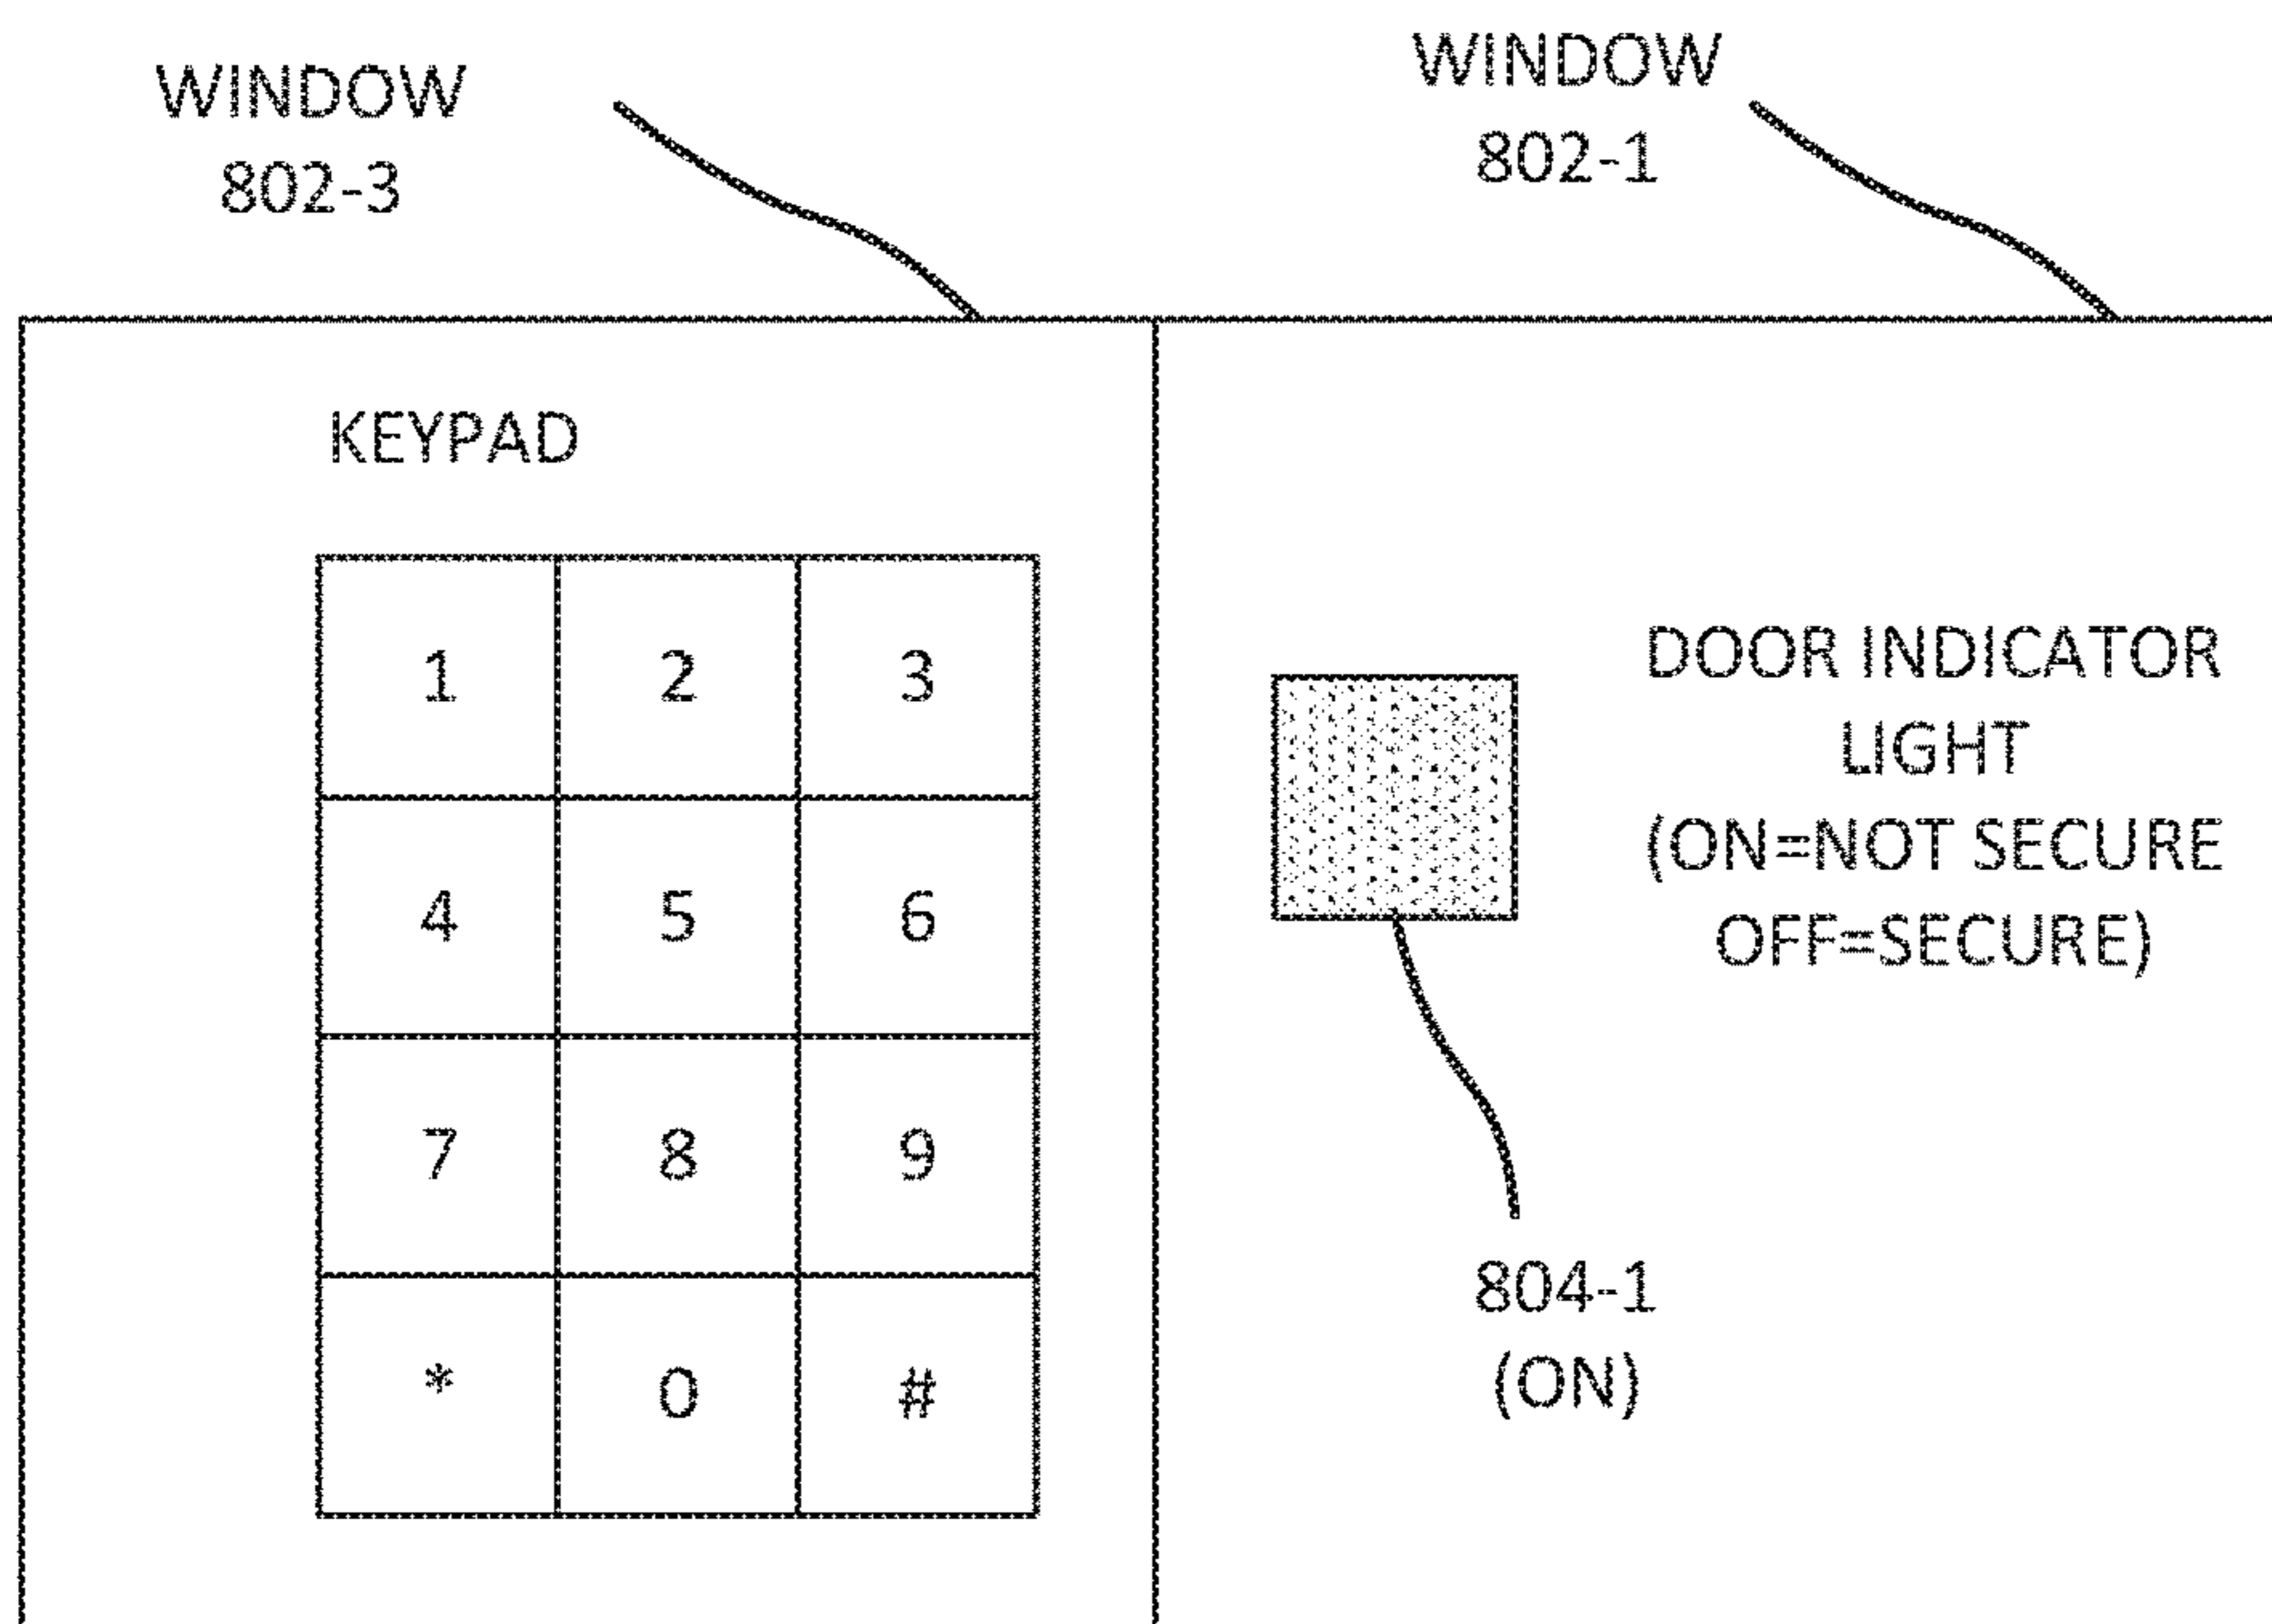 WINDOW
802-3
WINDOW
802-1
KEYPAD
1 2 3
4 5 6
7 8 9
* 0 #
DOOR INDICATOR
LIGHT
(ON=NOT SECURE
OFF=SECURE)
804-1
(ON)